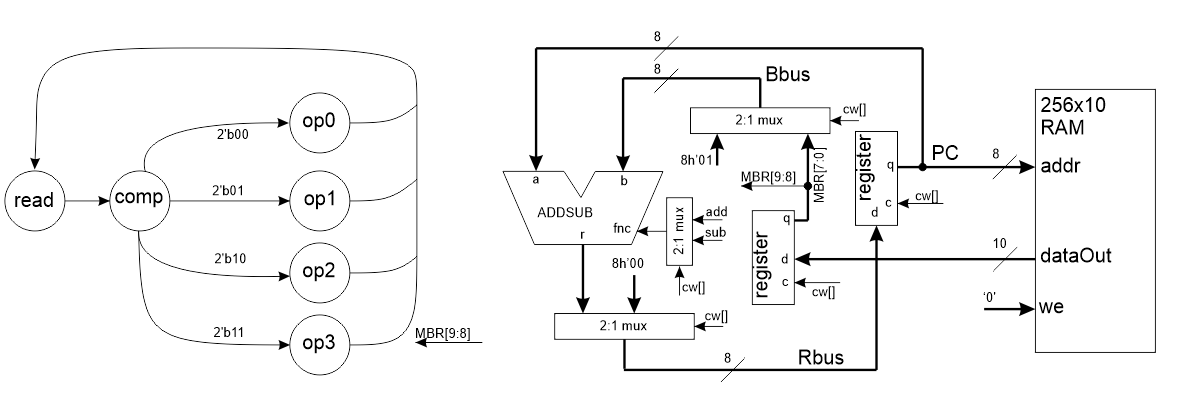 read
comp
op0
op1
op2
op3
2'b00
2'b01
2'b10
2'b11
MBR[9:8]
8
8
Bbus
2:1 mux
cw[]
8h'01
MBR[9:8]
MBR[7:0]
a
b
ADDSUB
fnc
r
2:1 mux
add
sub
cw[]
8h'00
2:1 mux
cw[]
8
Rbus
register
q
d
c
cw[]
register
q
c
d
cw[]
PC
8
10
'0'
256x10
RAM
addr
dataOut
we